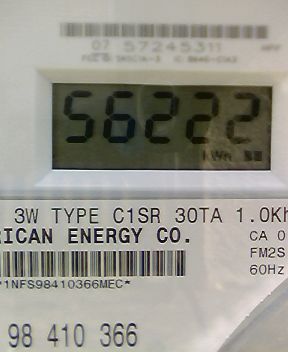 07 57245311
56222
KWH
3W TYPE C1SR 30TA 1.0Kh
RICAN ENERGY CO.
CA 0
FM2S
60Hz
*1NFS98410366MEC*
98 410 366